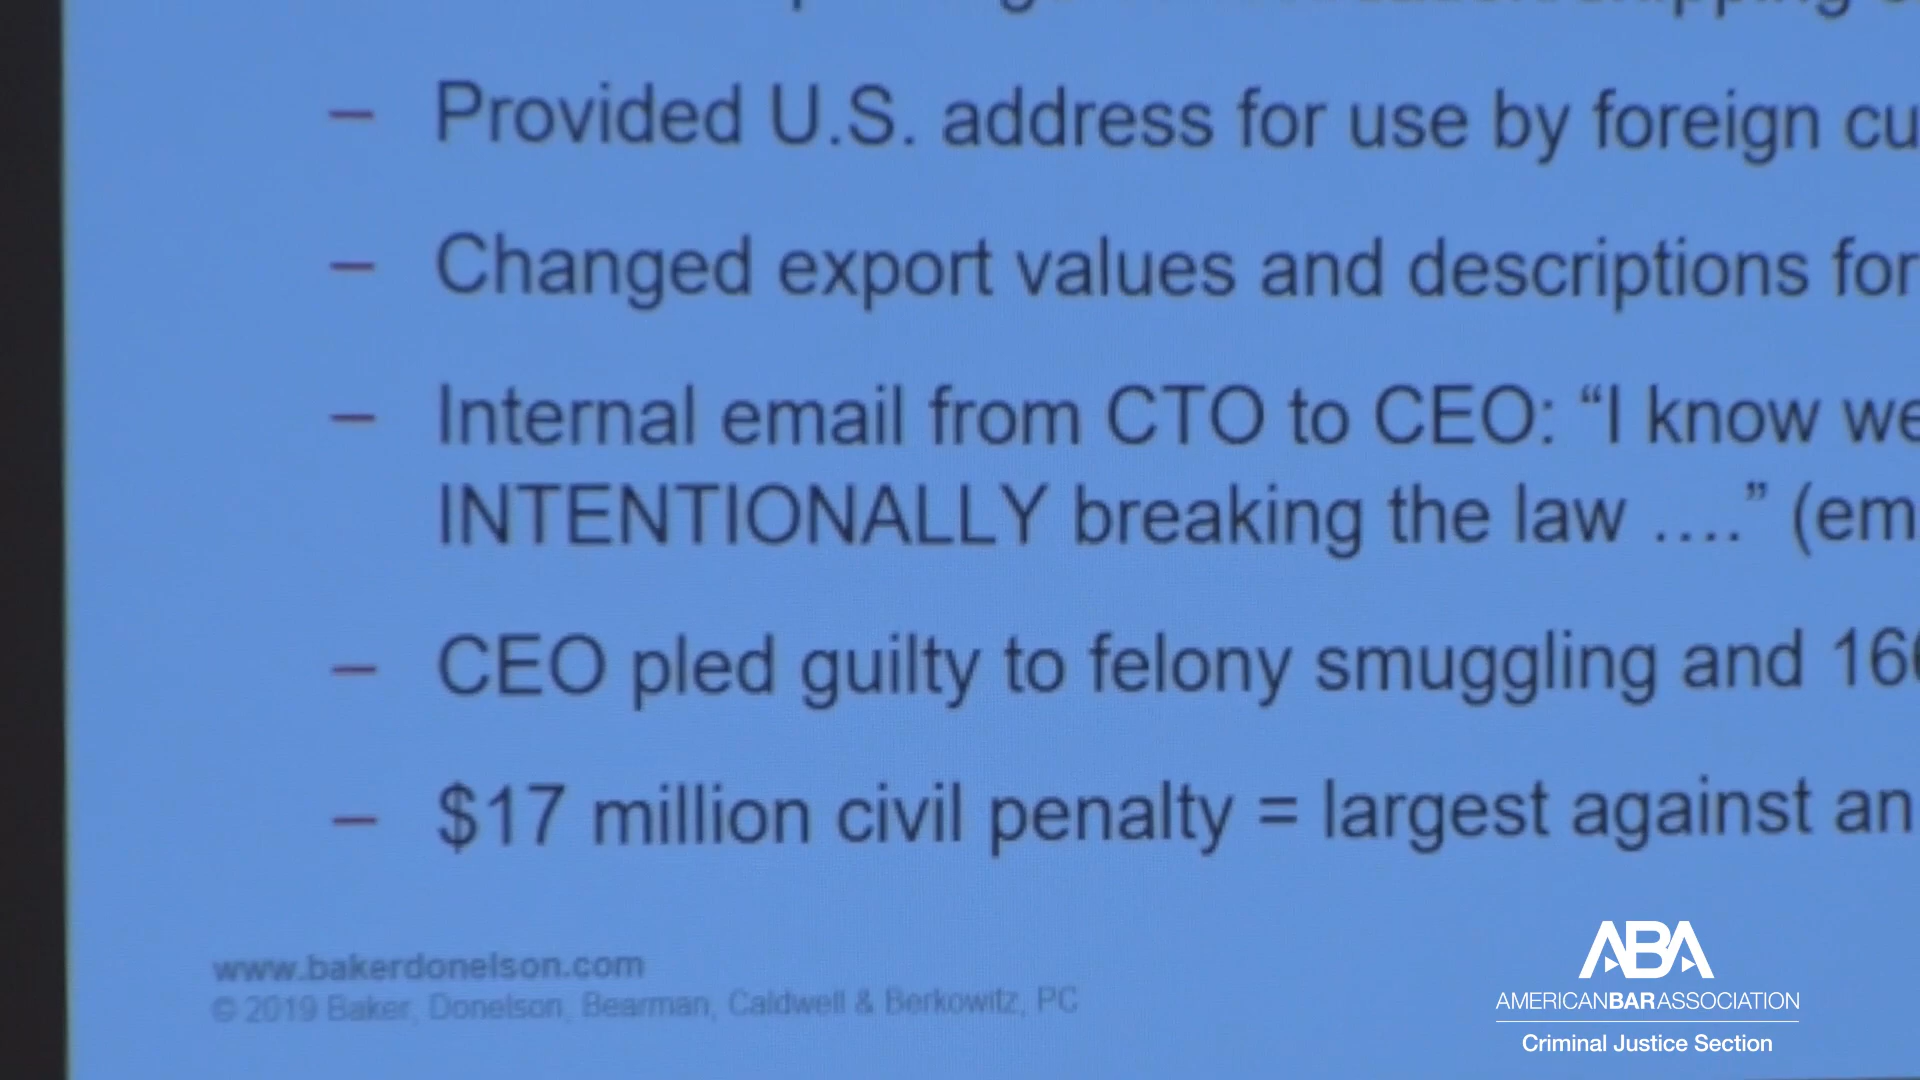 – Provided U.S. address for use by foreign cu
– Changed export values and descriptions for
– Internal email from CTO to CEO: “I know we
INTENTIONALLY breaking the law ….” (em
– CEO pled guilty to felony smuggling and 16
– $17 million civil penalty = largest against an
www.bakerdonelson.com
© 2019 Baker, Donelson, Bearman, Caldwell & Berkowitz, PC
ABA
AMERICANBARASSOCIATION
Criminal Justice Section